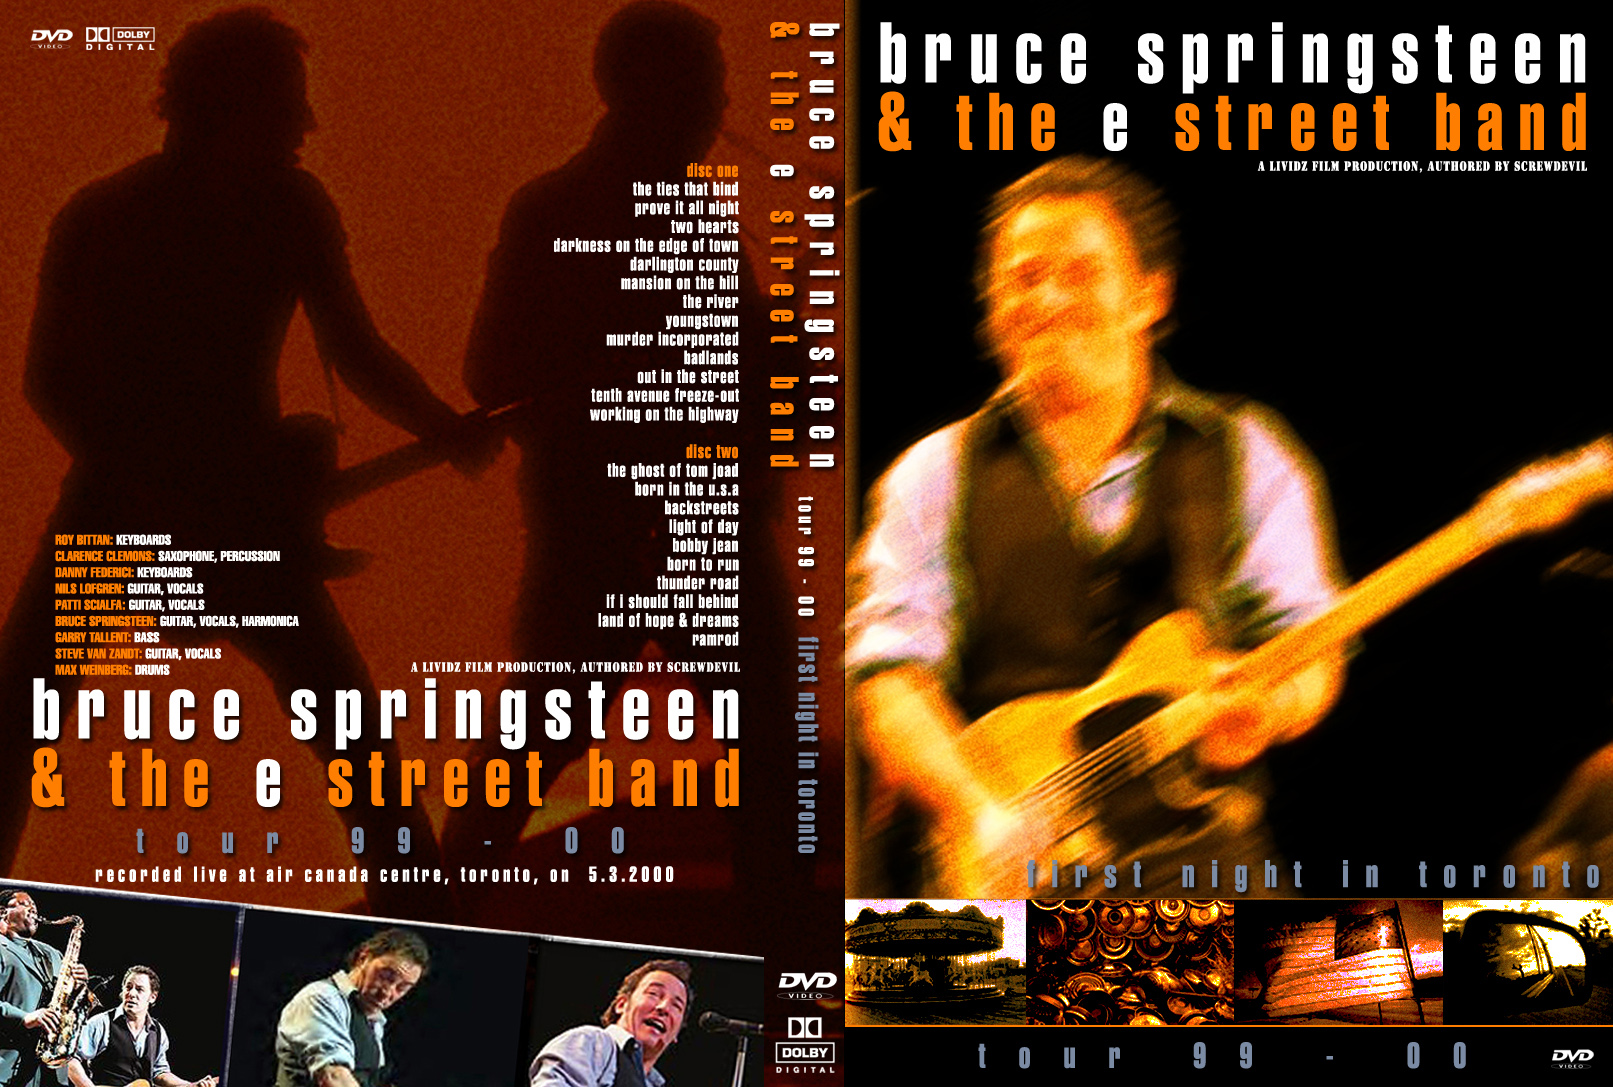 DVD
VIDEO
DOLBY
DIGITAL
disc one
the ties that bind
prove it all night
two hearts
darkness on the edge of town
darlington county
mansion on the hill
the river
youngstown
murder incorporated
badlands
out in the street
tenth avenue freeze-out
working on the highway
disc two
the ghost of tom joad
born in the u.s.a
backstreets
light of day
bobby jean
born to run
thunder road
if i should fall behind
land of hope & dreams
ramrod
ROY BITTAN: KEYBOARDS
CLARENCE CLEMONS: SAXOPHONE, PERCUSSION
DANNY FEDERICI: KEYBOARDS
NILS LOFGREN: GUITAR, VOCALS
PATTI SCIALFA: GUITAR, VOCALS
BRUCE SPRINGSTEEN: GUITAR, VOCALS, HARMONICA
GARRY TALLENT: BASS
STEVE VAN ZANDT: GUITAR, VOCALS
MAX WEINBERG: DRUMS
A LIVIDZ FILM PRODUCTION, AUTHORED BY SCREWDEVIL
bruce springsteen
& the e street band
tour 99 - 00
recorded live at air canada centre, toronto, on 5.3.2000
bruce springsteen
& the e street band
tour 99 - 00 first night in toronto
DVD
VIDEO
DOLBY
DIGITAL
bruce springsteen
& the e street band
A LIVIDZ FILM PRODUCTION, AUTHORED BY SCREWDEVIL
first night in toronto
tour 99 - 00
DVD
VIDEO